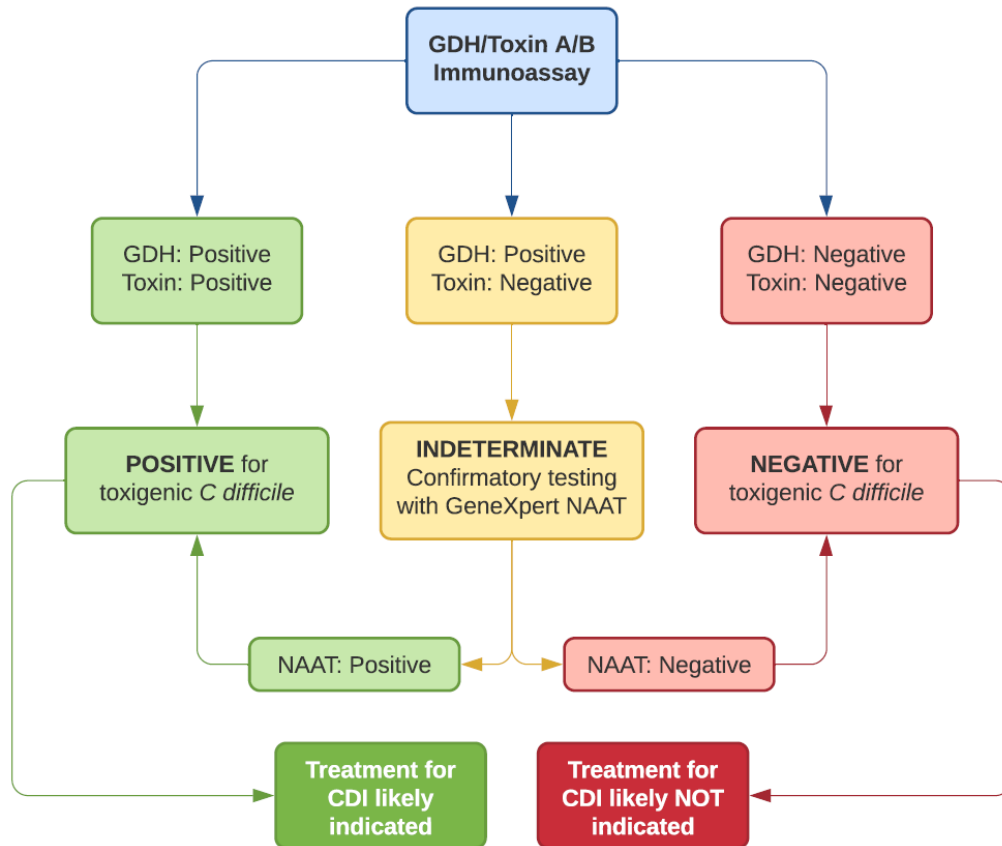 GDH/Toxin A/B
Immunoassay
GDH: Positive
Toxin: Positive
GDH: Positive
Toxin: Negative
GDH: Negative
Toxin: Negative
POSITIVE for
toxigenic C difficile
INDETERMINATE
Confirmatory testing
with GeneXpert NAAT
NEGATIVE for
toxigenic C difficile
NAAT: Positive
NAAT: Negative
Treatment for
CDI likely
indicated
Treatment for
CDI likely NOT
indicated